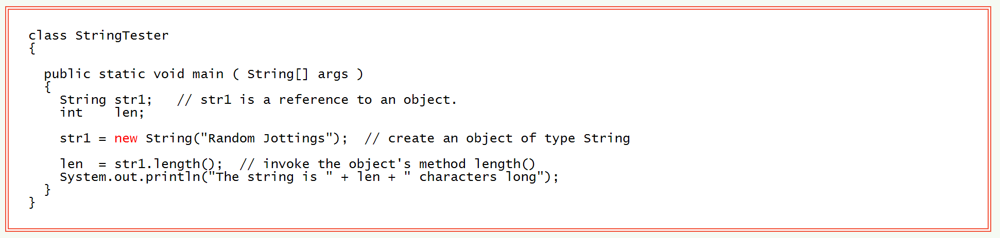 class StringTester
{
public static void main ( String[] args )
{
String str1;   // str1 is a reference to an object.
int    len;
str1 = new String("Random Jottings");  // create an object of type String
len  = str1.length();  // invoke the object's method length()
System.out.println("The string is " + len + " characters long");
}
}